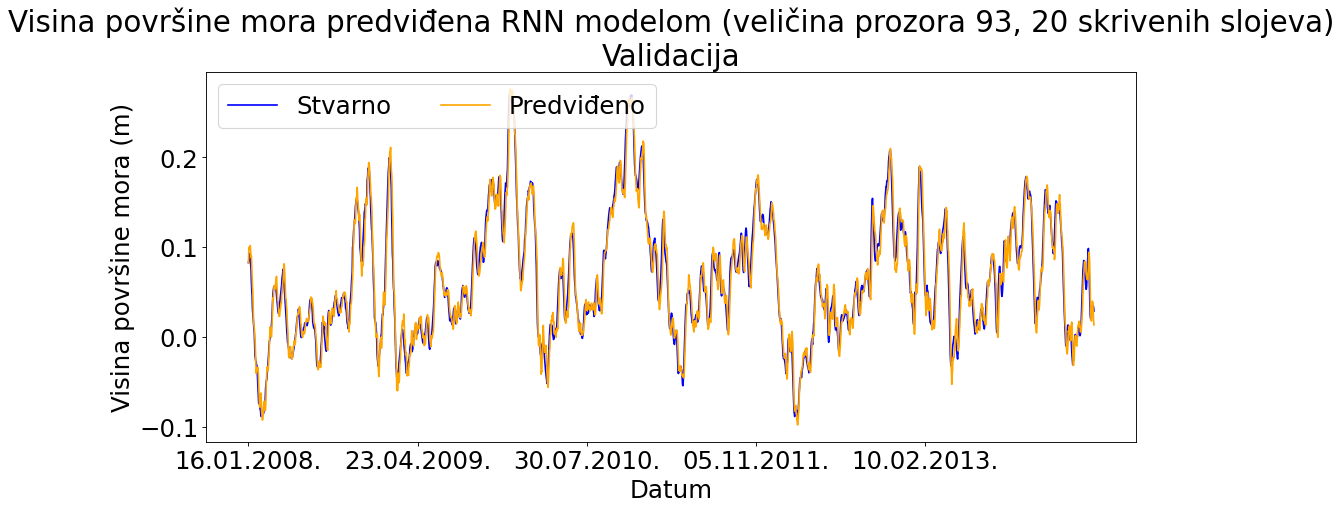 Visina površine mora predviđena RNN modelom (veličina prozora 93, 20 skrivenih slojeva)
Validacija
Stvarno Predviđeno
Visina površine mora (m)
0.2
0.1
0.0
−0.1
16.01.2008. 23.04.2009. 30.07.2010. 05.11.2011. 10.02.2013.
Datum